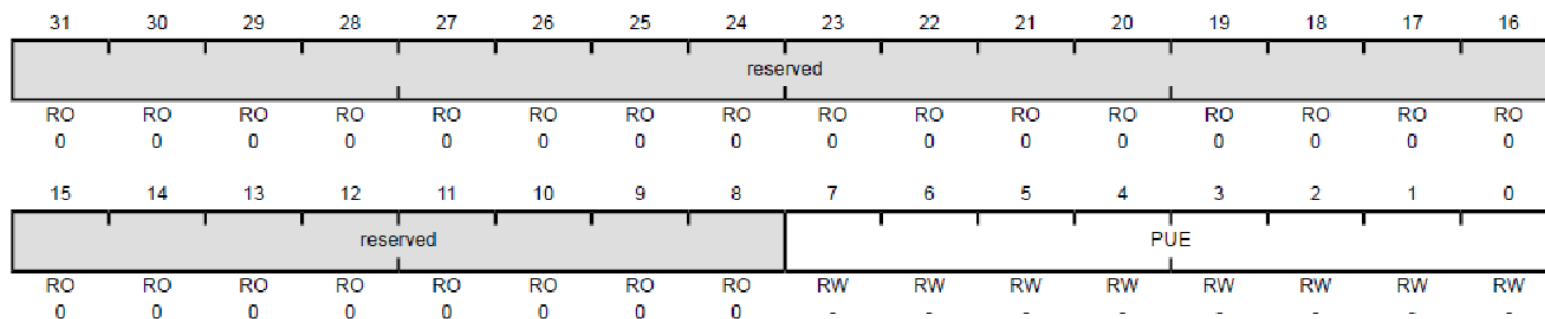 31 30 29 28 27 26 25 24 23 22 21 20 19 18 17 16
reserved
RO RO RO RO RO RO RO RO RO RO RO RO RO RO RO RO
0 0 0 0 0 0 0 0 0 0 0 0 0 0 0 0
15 14 13 12 11 10 9 8 7 6 5 4 3 2 1 0
reserved PUE
RO RO RO RO RO RO RO RO RW RW RW RW RW RW RW RW
0 0 0 0 0 0 0 0 - - - - - - - -